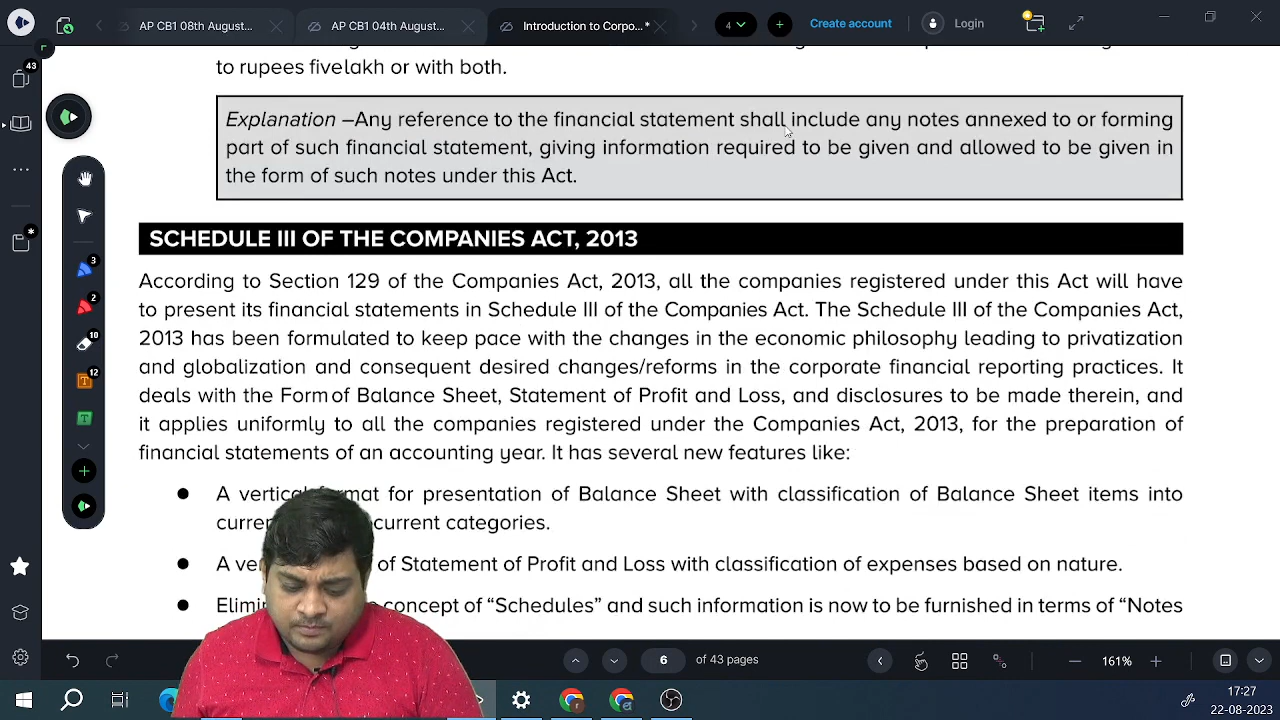 AP CB1 08th August...
AP CB1 04th August...
Introduction to Corpo...*
4
Create account
Login
43
to rupees fivelakh or with both.
Explanation –Any reference to the financial statement shall include any notes annexed to or forming
part of such financial statement, giving information required to be given and allowed to be given in
the form of such notes under this Act.
SCHEDULE III OF THE COMPANIES ACT, 2013
According to Section 129 of the Companies Act, 2013, all the companies registered under this Act will have
to present its financial statements in Schedule III of the Companies Act. The Schedule III of the Companies Act,
2013 has been formulated to keep pace with the changes in the economic philosophy leading to privatization
and globalization and consequent desired changes/reforms in the corporate financial reporting practices. It
deals with the Form of Balance Sheet, Statement of Profit and Loss, and disclosures to be made therein, and
it applies uniformly to all the companies registered under the Companies Act, 2013, for the preparation of
financial statements of an accounting year. It has several new features like:
● A vertical format for presentation of Balance Sheet with classification of Balance Sheet items into
current categories.
● A of Statement of Profit and Loss with classification of expenses based on nature.
● concept of “Schedules” and such information is now to be furnished in terms of “Notes
3
2
10
12
6
of 43 pages
161%
17:27
22-08-2023